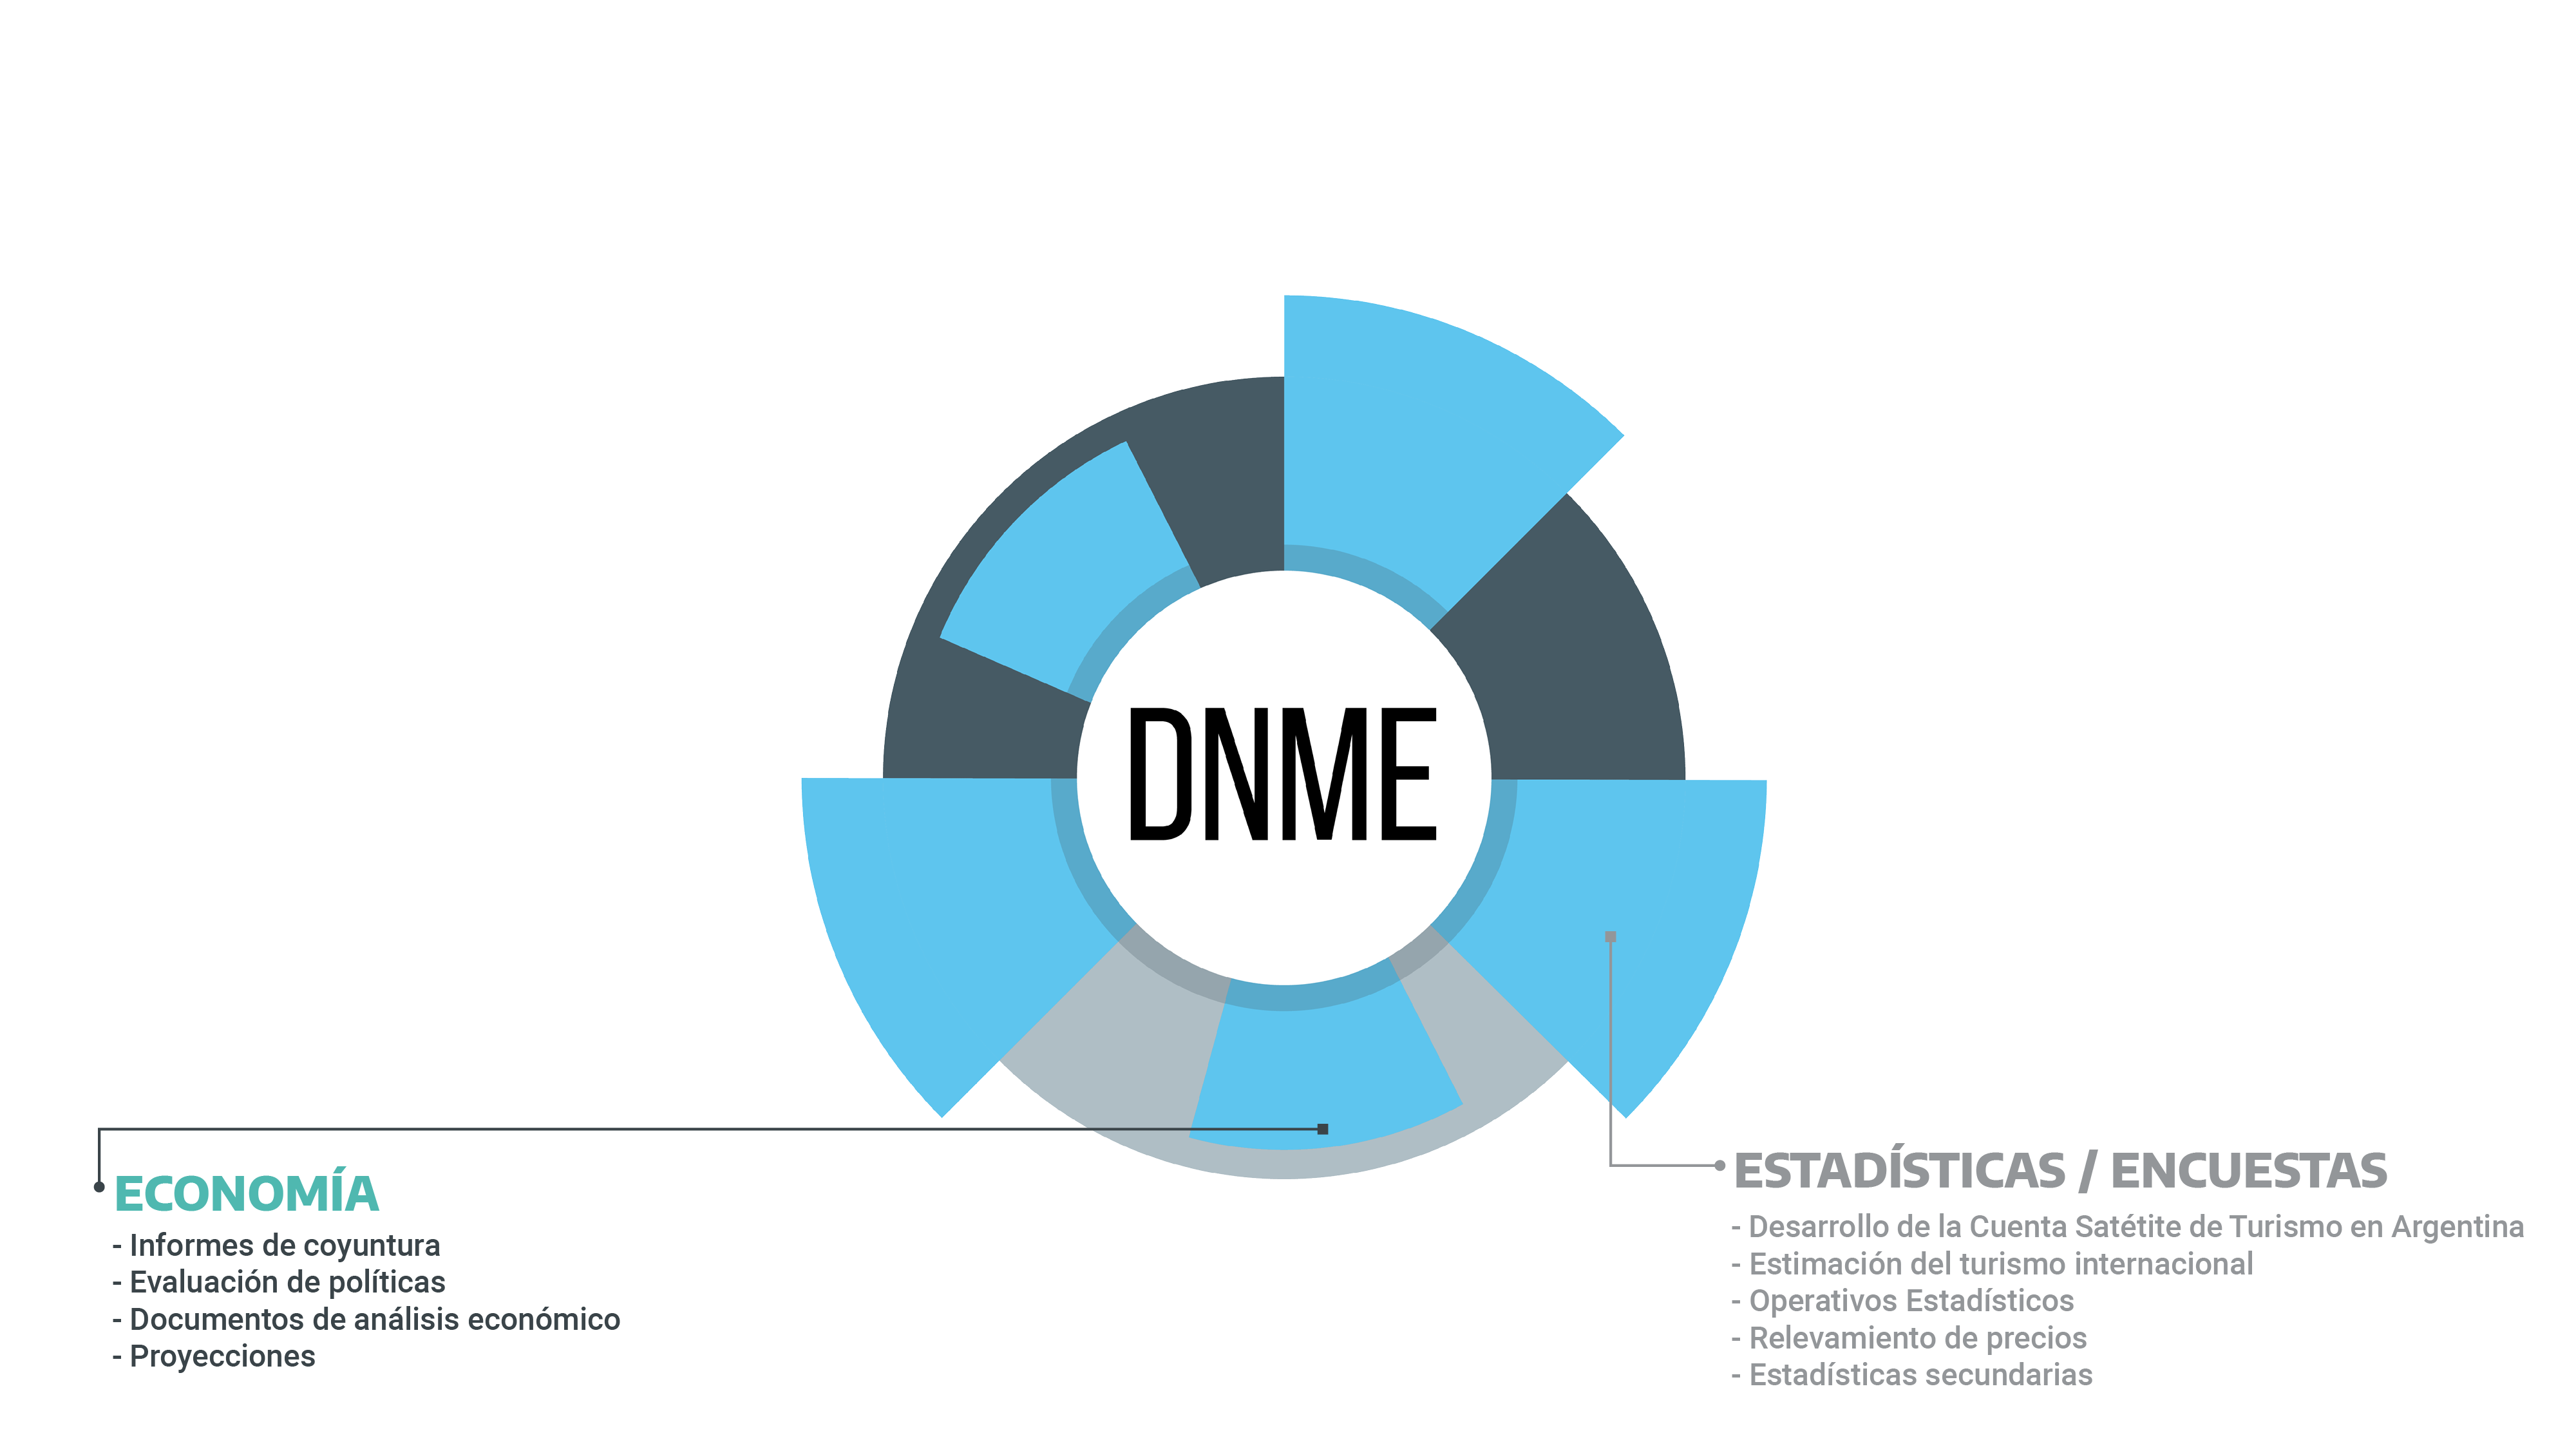 DNME
ECONOMÍA
- Informes de coyuntura
- Evaluación de políticas
- Documentos de análisis económico
- Proyecciones
ESTADÍSTICAS / ENCUESTAS
- Desarrollo de la Cuenta Satétite de Turismo en Argentina
- Estimación del turismo internacional
- Operativos Estadísticos
- Relevamiento de precios
- Estadísticas secundarias